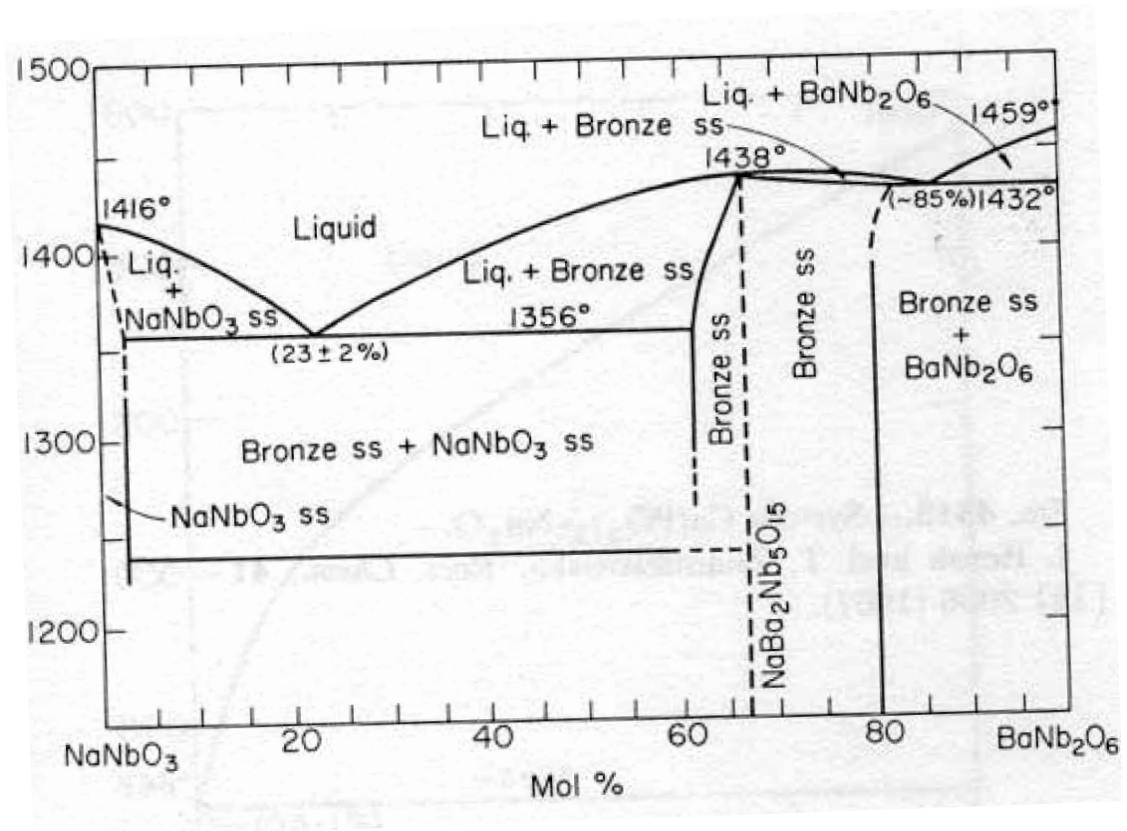 1500
Liq. + BaNb2O6
1459°
Liq. + Bronze ss
1438°
(~85%) 1432°
1416°
Liquid
1400
Liq.
+
NaNbO3 ss
Liq. + Bronze ss
1356°
(23 ± 2%)
Bronze ss
Bronze ss
Bronze ss
+
BaNb2O6
1300
Bronze ss + NaNbO3 ss
NaNbO3 ss
NaBa2Nb5O15
1200
NaNbO3
20
40
60
80
BaNb2O6
Mol %